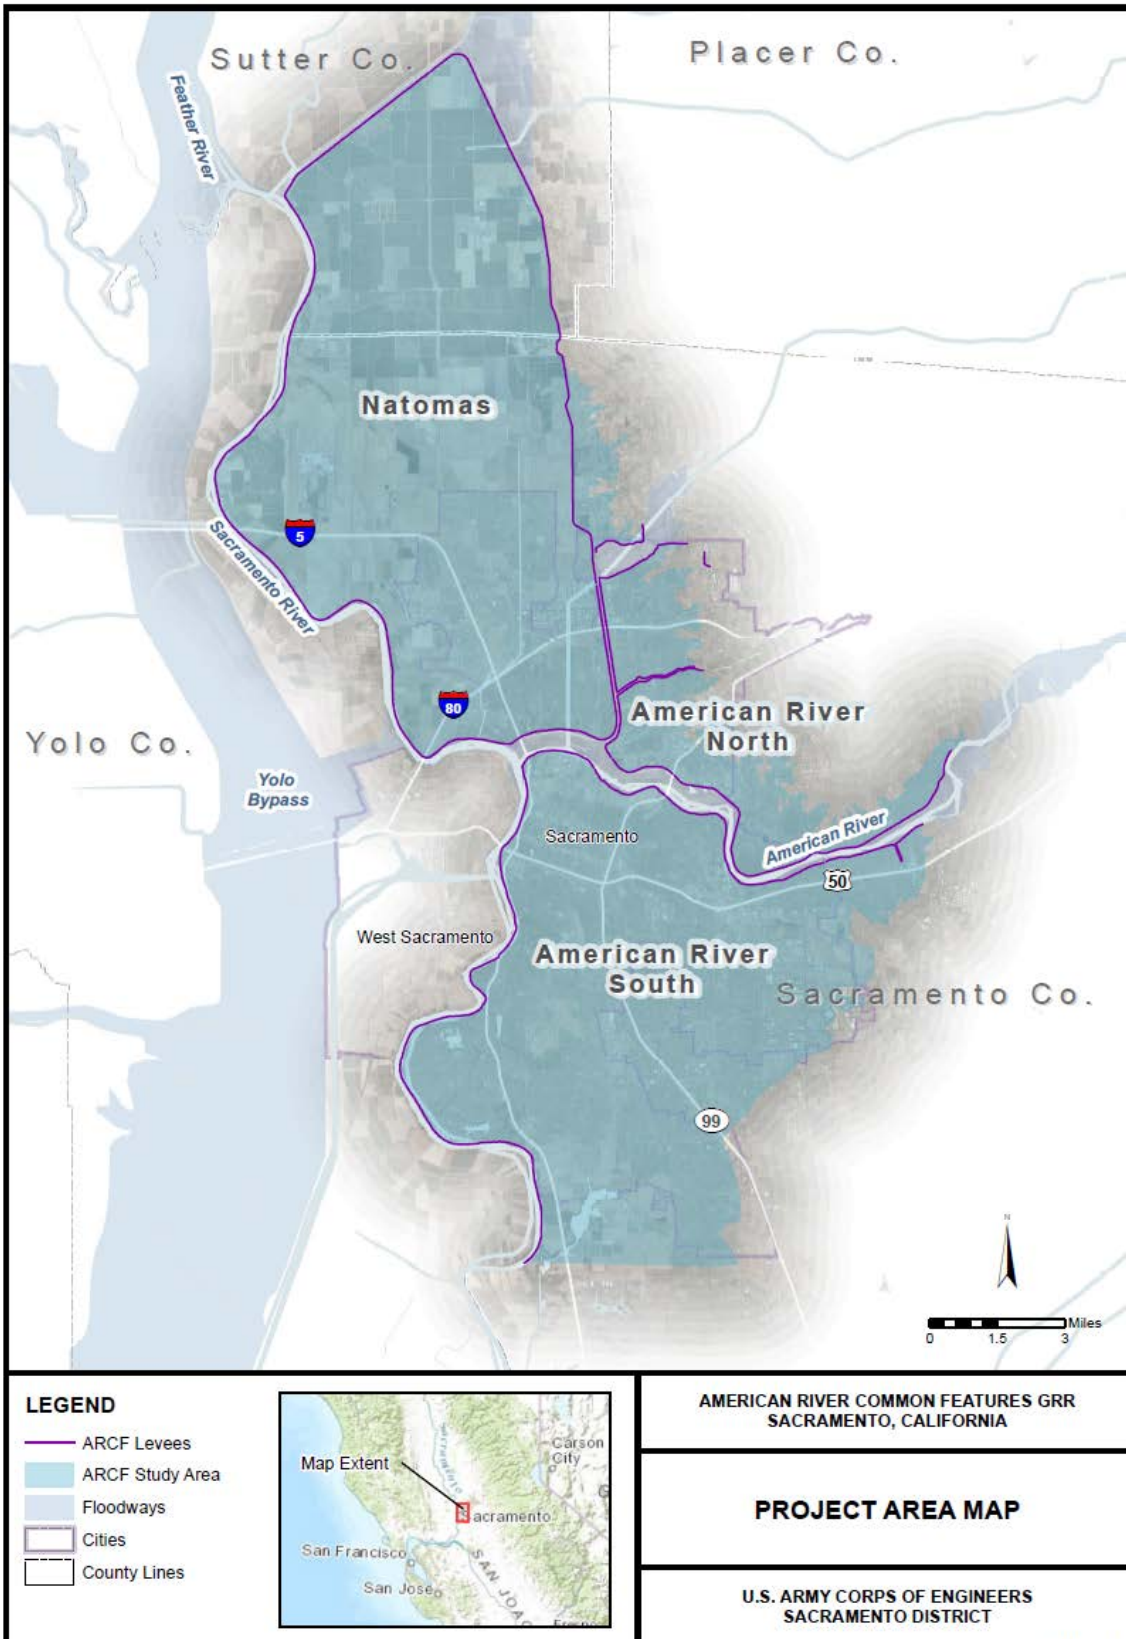 Sutter Co.
Placer Co.
Feather River
Natomas
5
Sacramento River
80
American River
North
Yolo Co.
Yolo
Bypass
Sacramento
American River
50
West Sacramento
American River
South
Sacramento Co.
99
N
Miles
0 1.5 3
LEGEND
ARCF Levees
ARCF Study Area
Floodways
Cities
County Lines
Map Extent
Sacramento
Carson
City
acramento
San Francisco
San Jose
SAN JOA
AMERICAN RIVER COMMON FEATURES GRR
SACRAMENTO, CALIFORNIA
PROJECT AREA MAP
U.S. ARMY CORPS OF ENGINEERS
SACRAMENTO DISTRICT